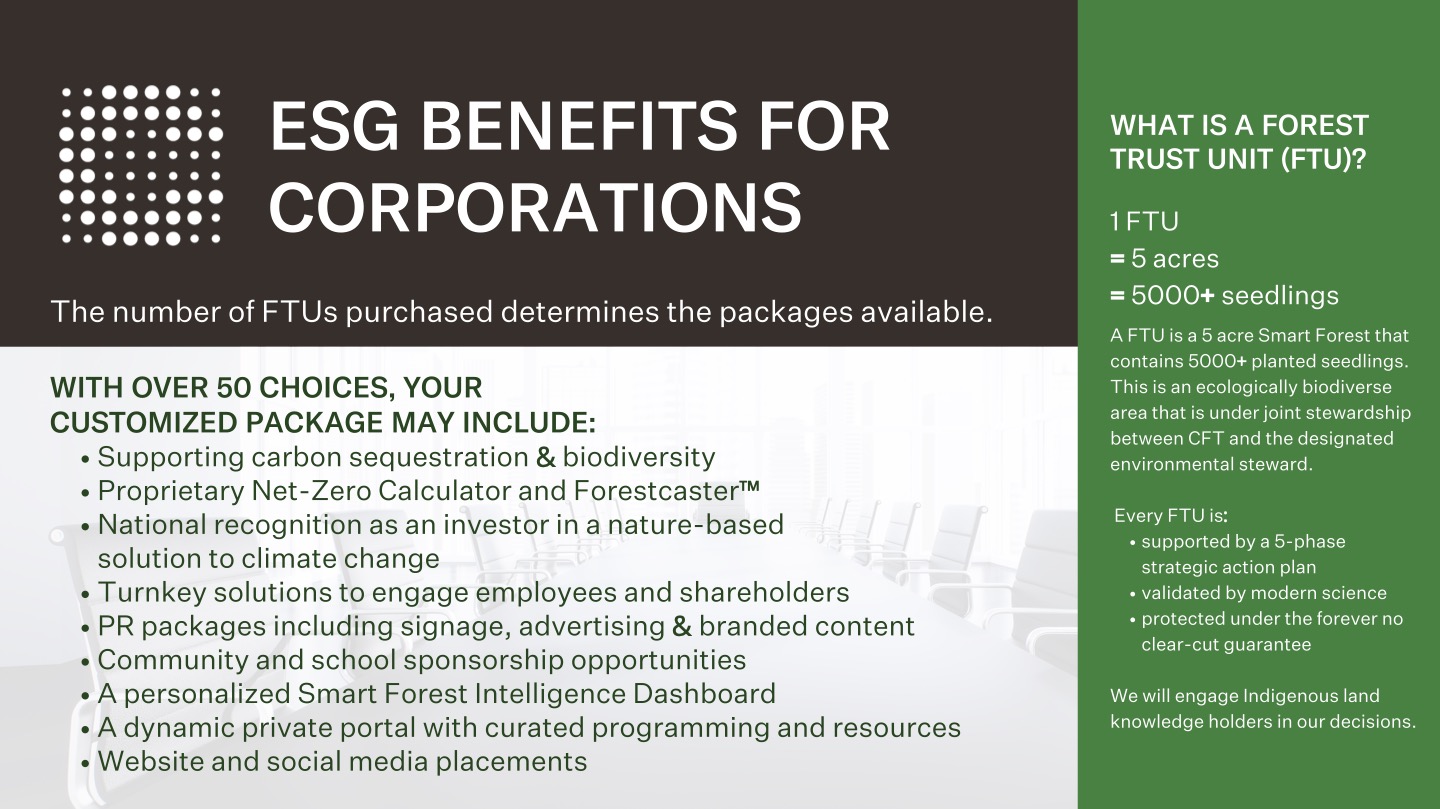 ESG BENEFITS FOR
CORPORATIONS
The number of FTUs purchased determines the packages available.
WITH OVER 50 CHOICES, YOUR
CUSTOMIZED PACKAGE MAY INCLUDE:
• Supporting carbon sequestration & biodiversity
• Proprietary Net-Zero Calculator and Forestcaster™
• National recognition as an investor in a nature-based
solution to climate change
• Turnkey solutions to engage employees and shareholders
• PR packages including signage, advertising & branded content
• Community and school sponsorship opportunities
• A personalized Smart Forest Intelligence Dashboard
• A dynamic private portal with curated programming and resources
• Website and social media placements
WHAT IS A FOREST
TRUST UNIT (FTU)?
1 FTU
= 5 acres
= 5000+ seedlings
A FTU is a 5 acre Smart Forest that
contains 5000+ planted seedlings.
This is an ecologically biodiverse
area that is under joint stewardship
between CFT and the designated
environmental steward.
Every FTU is:
• supported by a 5-phase
strategic action plan
• validated by modern science
• protected under the forever no
clear-cut guarantee
We will engage Indigenous land
knowledge holders in our decisions.